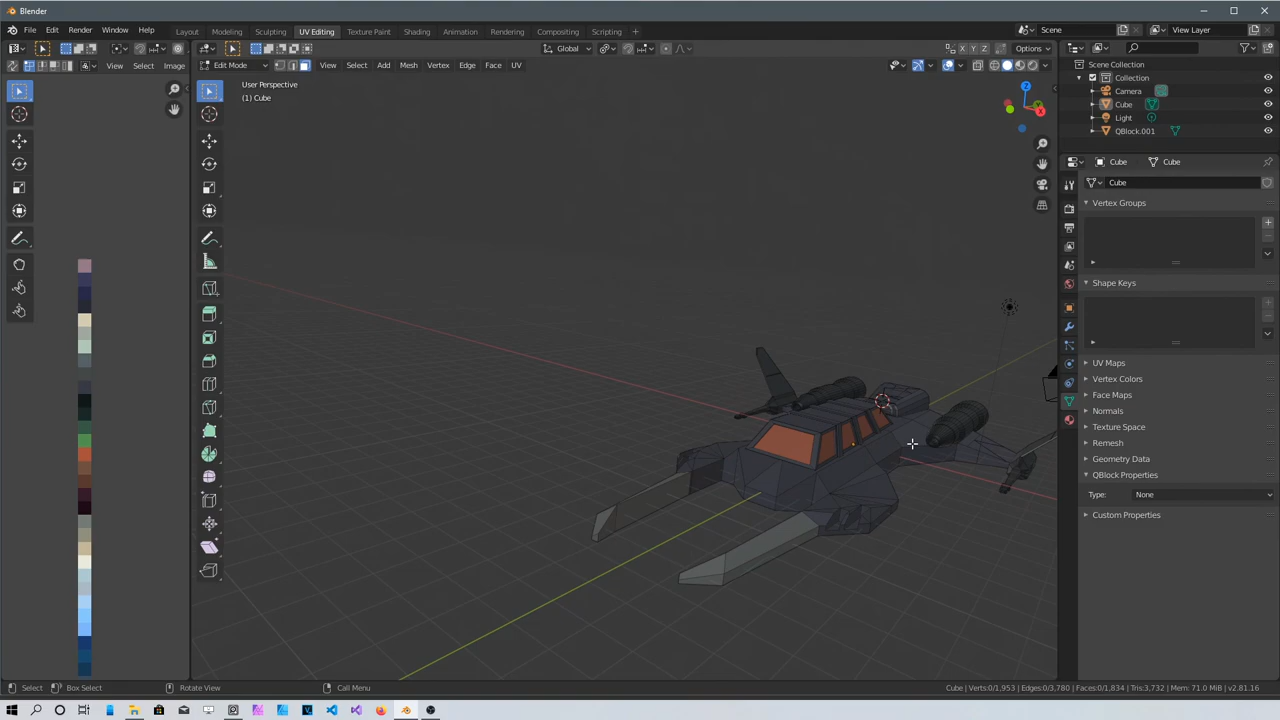 Blender
File Edit Render Window Help
Layout Modeling Sculpting UV Editing Texture Paint Shading Animation Rendering Compositing Scripting +
Scene
View Layer
View Select Image
Global
Options
Edit Mode View Select Add Mesh Vertex Edge Face UV
X Y Z
User Perspective
(1) Cube
Scene Collection
Collection
Camera
Cube
Light
QBlock.001
Cube
Cube
Cube
Vertex Groups
Shape Keys
UV Maps
Vertex Colors
Face Maps
Normals
Texture Space
Remesh
Geometry Data
QBlock Properties
Type: None
Custom Properties
Select Box Select Rotate View Call Menu
Cube | Verts:0/1,953 | Edges:0/3,780 | Faces:0/1,834 | Tris:3,732 | Mem: 71.0 MiB | v2.81.16